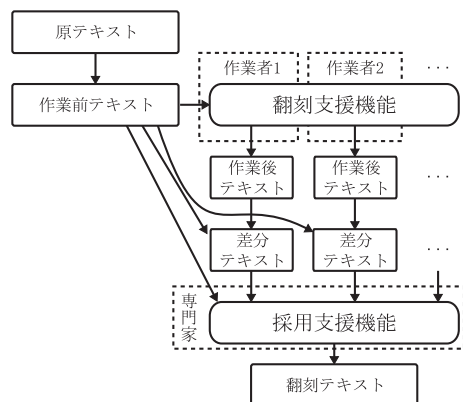 原テキスト
作業者1
作業者2
...
作業前テキスト
翻刻支援機能
作業後
テキスト
作業後
テキスト
...
差分
テキスト
差分
テキスト
...
専門家
採用支援機能
翻刻テキスト